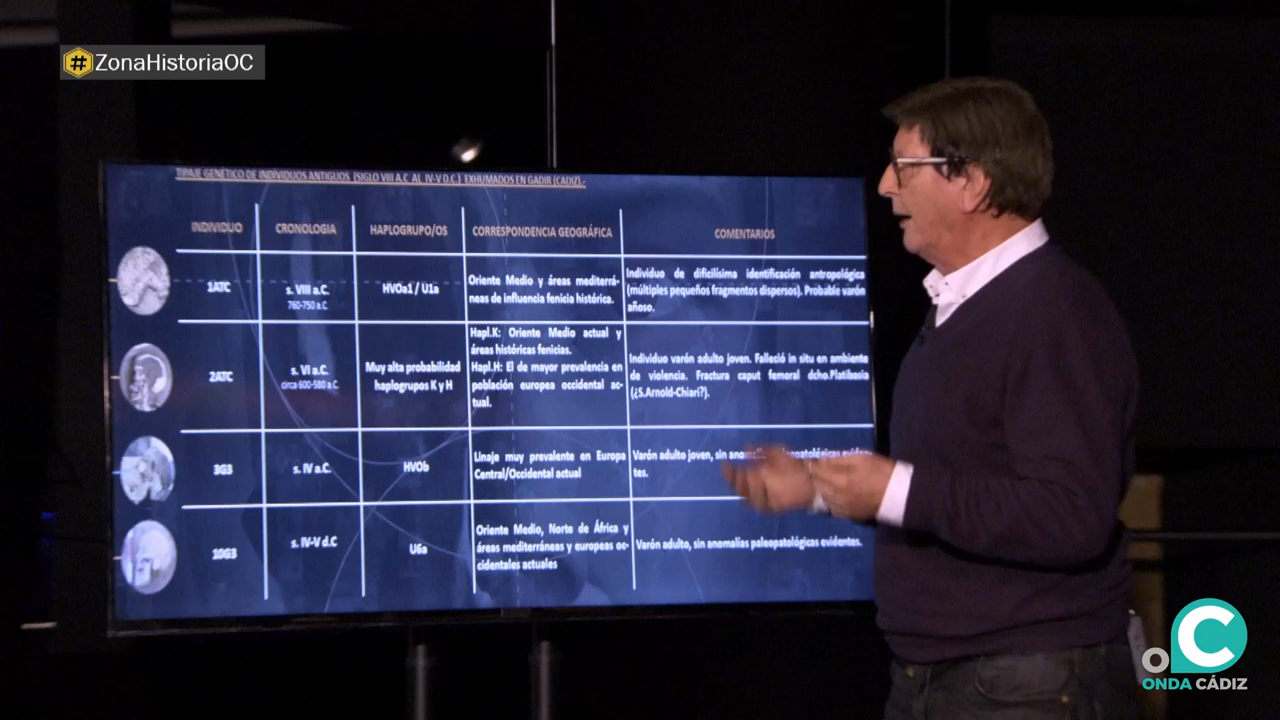 #ZonaHistoriaOC
TIPAJE GENÉTICO DE INDIVIDUOS ANTIGUOS (SIGLO VIII A.C AL IV-V D.C.) EXHUMADOS EN GADIR (CADIZ).-
INDIVIDUO CRONOLOGIA HAPLOGRUPO/OS CORRESPONDENCIA GEOGRÁFICA COMENTARIOS
1ATC
s. VIII a.C.
760-750 a C.
HVOa1 / U1a
Oriente Medio y áreas mediterrá-
neas de influencia fenicia histórica.
Individuo de dificilísima identificación antropológica
(múltiples pequeños fragmentos dispersos). Probable varón
añoso.
2ATC
s. VI a.C.
circa 600-580 a C.
Muy alta probabilidad
haplogrupos K y H
Hapl.K: Oriente Medio actual y
áreas históricas fenicias.
Hapl.H: El de mayor prevalencia en
población europea occidental ac-
tual.
Individuo varón adulto joven. Falleció in situ en ambiente
de violencia. Fractura caput femoral dcho.Platibasia
(¿S.Arnold-Chiari?).
3G3
s. IV a.C.
HVOb
Linaje muy prevalente en Europa
Central/Occidental actual
Varón adulto joven, sin anomalías paleopatológicas eviden-
tes.
10G3
s. IV-V d.C
U6a
Oriente Medio, Norte de África y
áreas mediterráneas y europeas oc-
cidentales actuales
Varón adulto, sin anomalías paleopatológicas evidentes.
OC
ONDA CÁDIZ